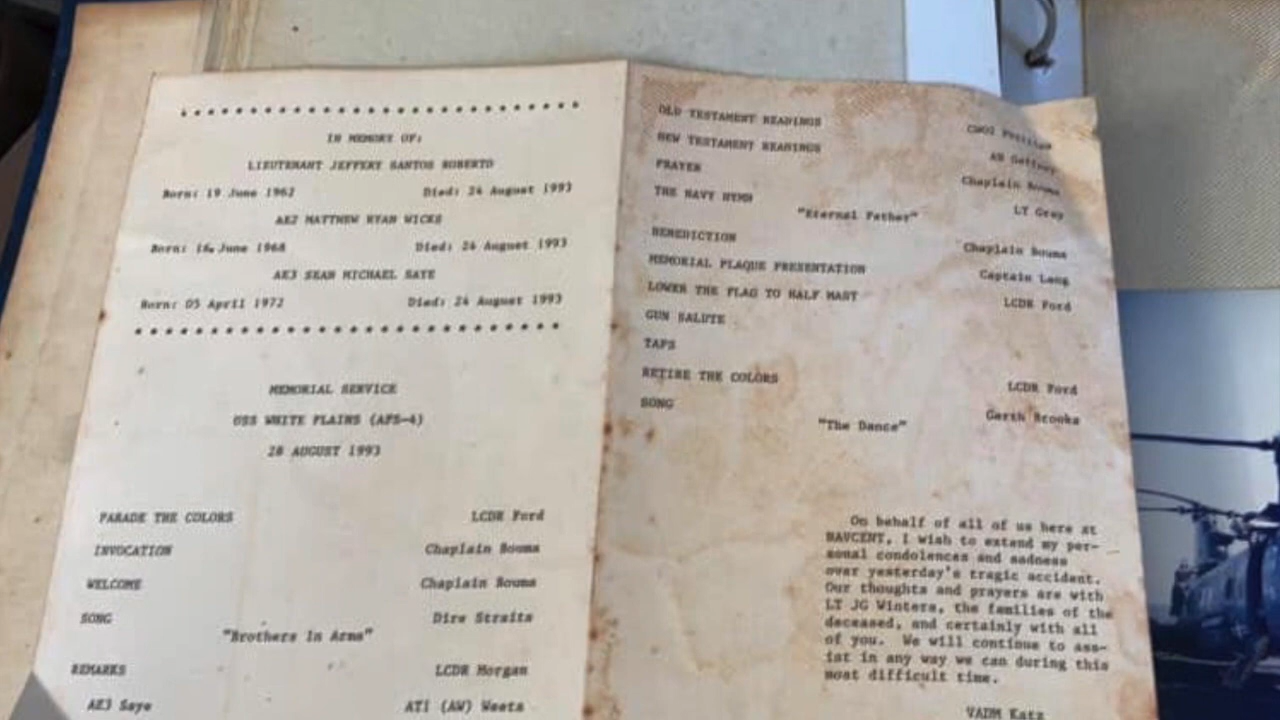 IN MEMORY OF:
LIEUTENANT JEFFERY SANTOS ROBERTO
Born: 19 June 1962 Died: 24 August 1993
AE2 MATTHEW RYAN WICKS
Born: 16 June 1968 Died: 24 August 1993
AE3 SEAN MICHAEL SAYE
Born: 05 April 1972 Died: 24 August 1993
MEMORIAL SERVICE
USS WHITE PLAINS (AFS-4)
28 AUGUST 1993
PARADE THE COLORS LCDR Ford
INVOCATION Chaplain Bouma
WELCOME Chaplain Bouma
SONG Dire Straits
"Brothers In Arms"
REMARKS LCDR Morgan
AE3 Saye AT1 (AW) Weets
OLD TESTAMENT READINGS
NEW TESTAMENT READINGS AN
PRAYER Chaplain Bouma
THE NAVY HYMN LT Gray
"Eternal Father"
BENEDICTION Chaplain Bouma
MEMORIAL PLAQUE PRESENTATION Captain Lang
LOWER THE FLAG TO HALF MAST LCDR Ford
GUN SALUTE
TAPS
RETIRE THE COLORS LCDR Ford
SONG Garth Brooks
"The Dance"
On behalf of all of us here at
NAVCENT, I wish to extend my per-
sonal condolences and sadness
over yesterday's tragic accident.
Our thoughts and prayers are with
LT JG Winters, the families of the
deceased, and certainly with all
of you. We will continue to ass-
ist in any way we can during this
most difficult time.
VADM Katz